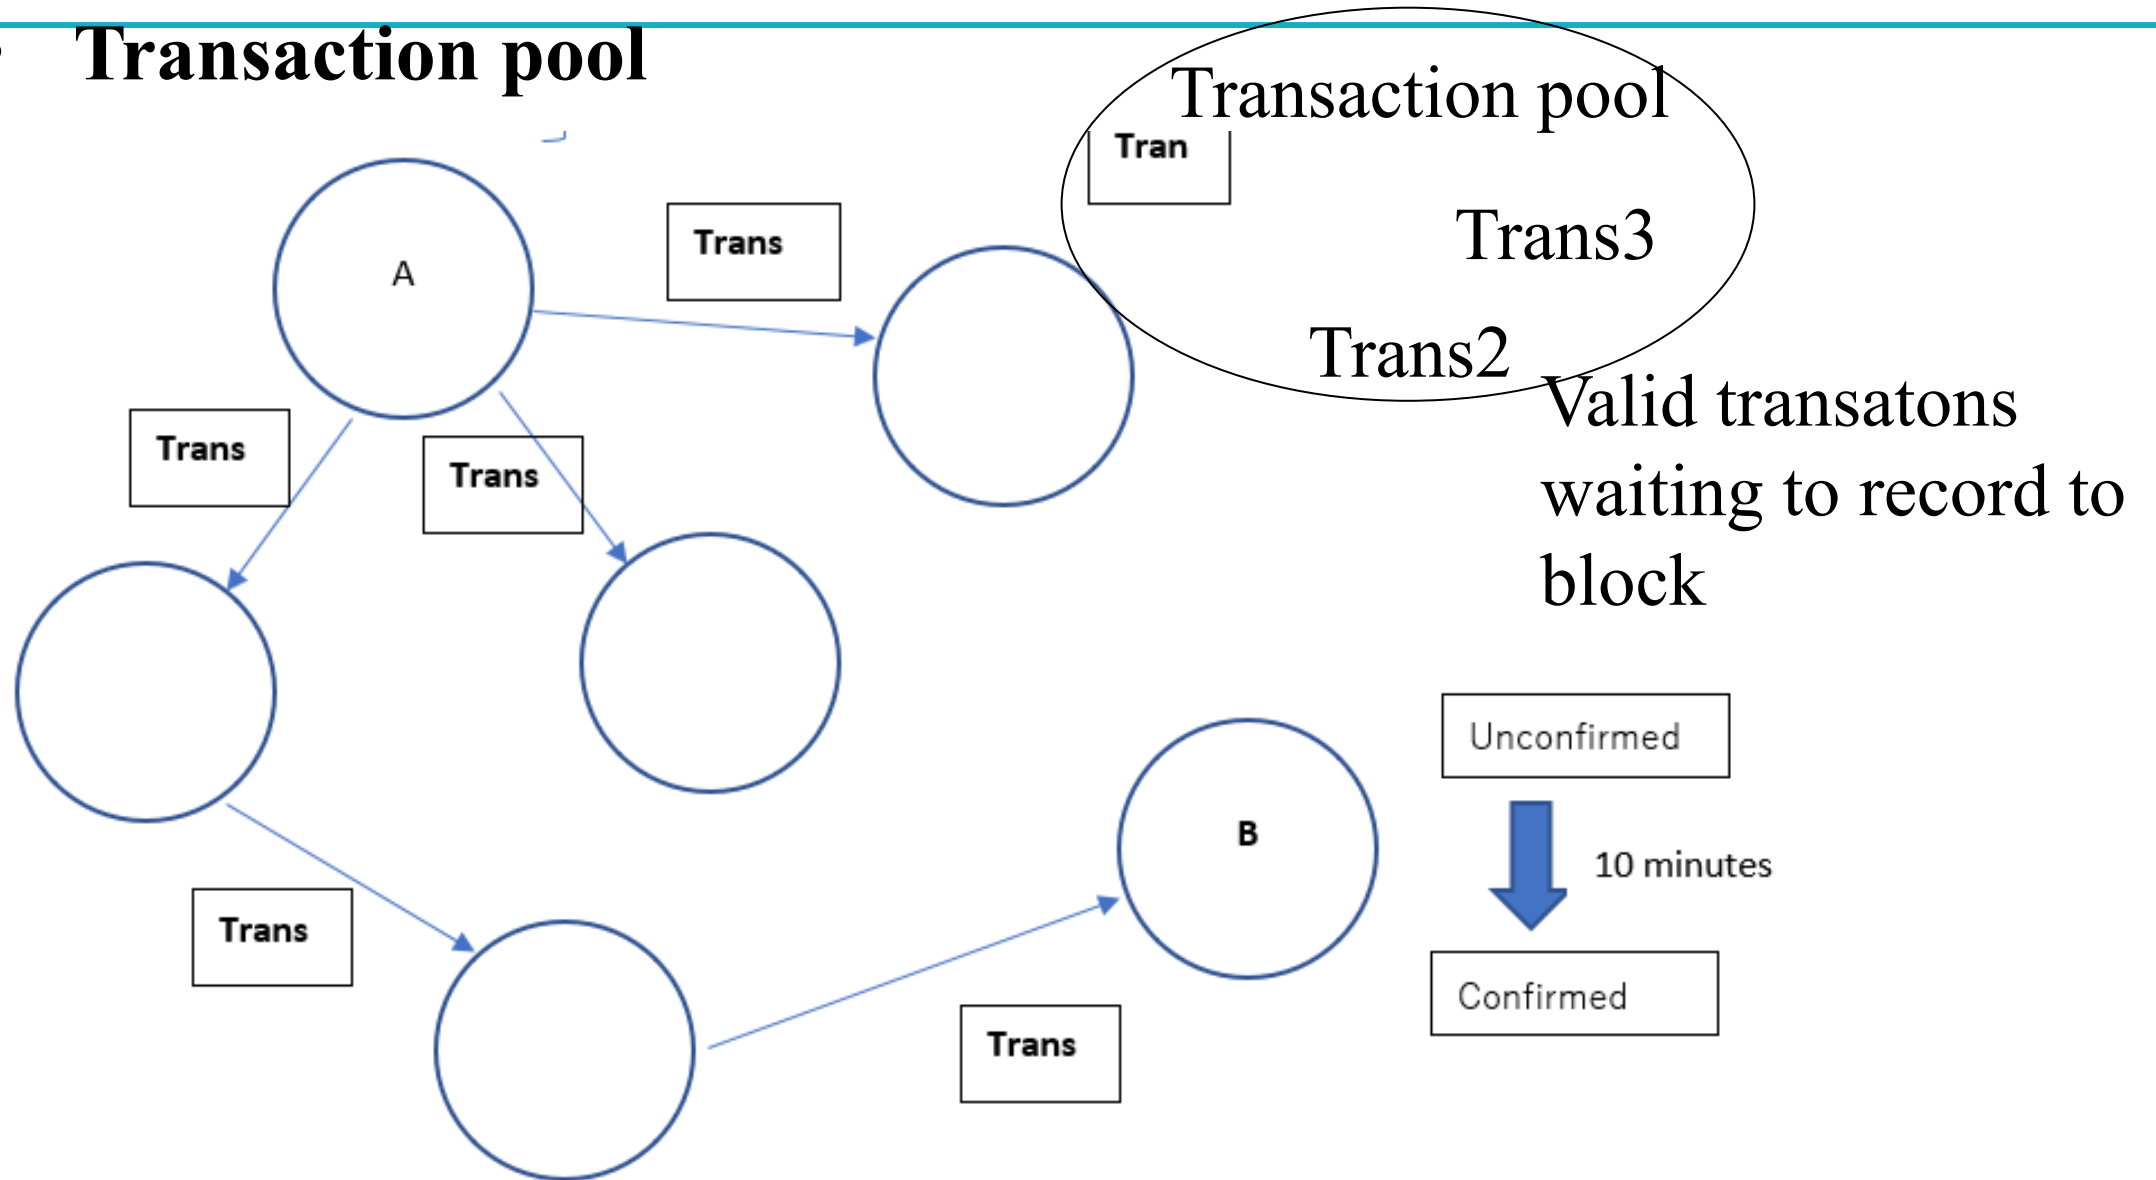 Transaction pool
Transaction pool
Tran
Trans
Trans3
A
Trans2
Valid transatons
waiting to record to
block
Trans
Trans
Unconfirmed
B
10 minutes
Trans
Confirmed
Trans